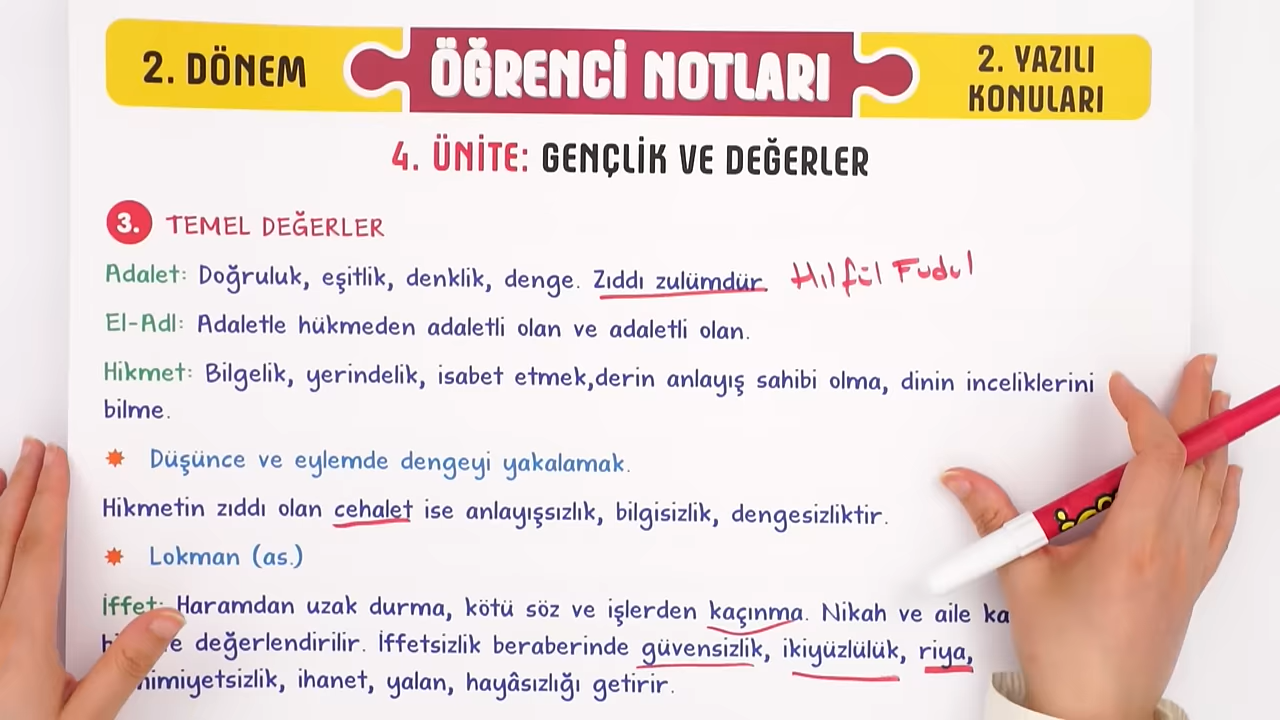 2. DÖNEM
ÖĞRENCİ NOTLARI
2. YAZILI
KONULARI
4. ÜNİTE: GENÇLİK VE DEĞERLER
3. TEMEL DEĞERLER
Adalet: Doğruluk, eşitlik, denklik, denge. Zıddı zulümdür. Hılfül Fudul
El-Adl: Adaletle hükmeden adaletli olan ve adaletli olan.
Hikmet: Bilgelik, yerindelik, isabet etmek,derin anlayış sahibi olma, dinin inceliklerini
bilme.
Düşünce ve eylemde dengeyi yakalamak.
Hikmetin zıddı olan cehalet ise anlayışsızlık, bilgisizlik, dengesizliktir.
Lokman (as.)
İffet: Haramdan uzak durma, kötü söz ve işlerden kaçınma. Nikah ve aile
değerlendirilir. İffetsizlik beraberinde güvensizlik, ikiyüzlülük, riya,
ihanet, yalan, hayâsızlığı getirir.